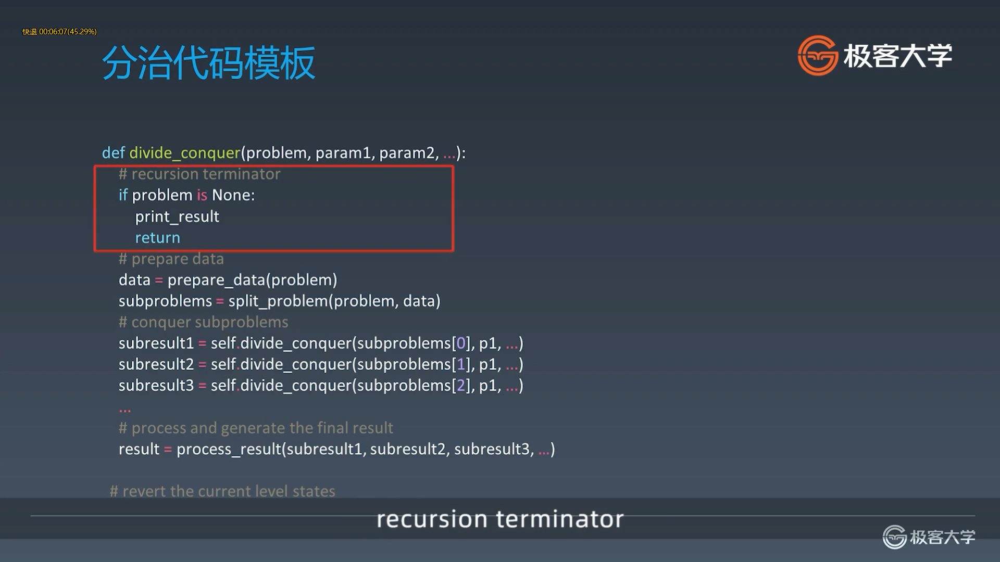 快退 00:06:07(45.29%)
分治代码模板
极客大学
def divide_conquer(problem, param1, param2, ...):
# recursion terminator
if problem is None:
print_result
return
# prepare data
data = prepare_data(problem)
subproblems = split_problem(problem, data)
# conquer subproblems
subresult1 = self.divide_conquer(subproblems[0], p1, ...)
subresult2 = self.divide_conquer(subproblems[1], p1, ...)
subresult3 = self.divide_conquer(subproblems[2], p1, ...)
...
# process and generate the final result
result = process_result(subresult1, subresult2, subresult3, ...)
# revert the current level states
recursion terminator
极客大学